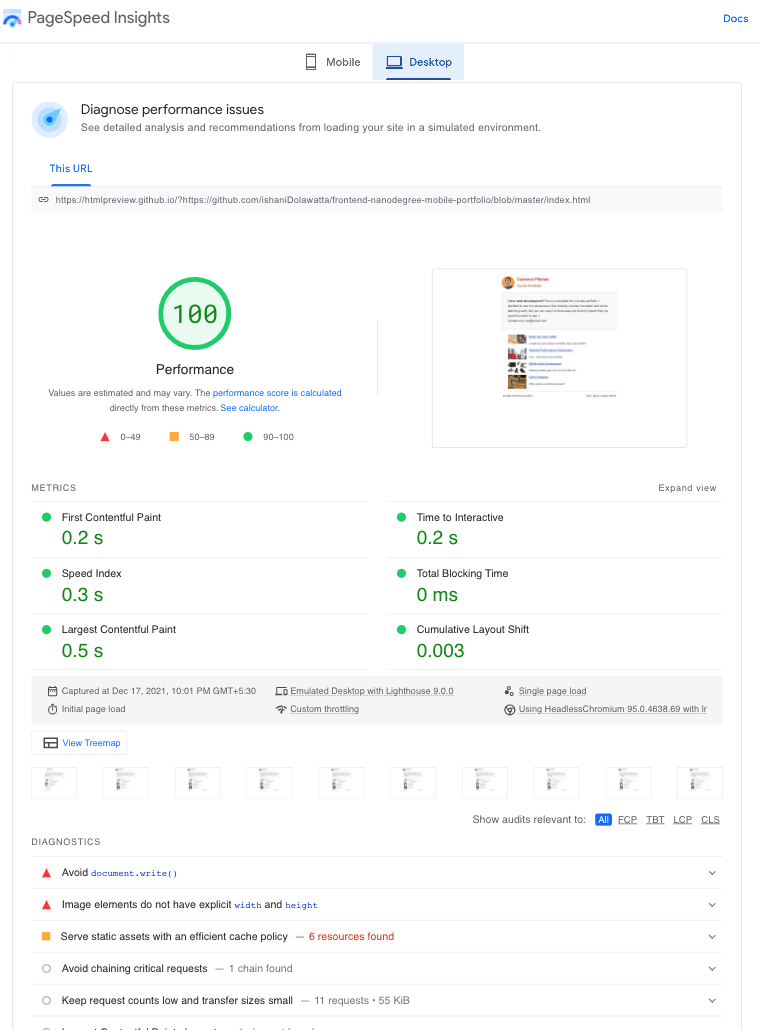 PageSpeed Insights
Docs
Mobile
Desktop
Diagnose performance issues
See detailed analysis and recommendations from loading your site in a simulated environment.
This URL
https://htmlpreview.github.io/?https://github.com/ishaniDolawatta/frontend-nanodegree-mobile-portfolio/blob/master/index.html
100
Performance
Values are estimated and may vary. The performance score is calculated
directly from these metrics. See calculator.
0–49
50–89
90–100
METRICS
Expand view
First Contentful Paint
0.2 s
Time to Interactive
0.2 s
Speed Index
0.3 s
Total Blocking Time
0 ms
Largest Contentful Paint
0.5 s
Cumulative Layout Shift
0.003
Captured at Dec 17, 2021, 10:01 PM GMT+5:30
Emulated Desktop with Lighthouse 9.0.0
Single page load
Initial page load
Custom throttling
Using HeadlessChromium 95.0.4638.69 with lr
View Treemap
Show audits relevant to: All FCP TBT LCP CLS
DIAGNOSTICS
Avoid document.write()
Image elements do not have explicit width and height
Serve static assets with an efficient cache policy — 6 resources found
Avoid chaining critical requests — 1 chain found
Keep request counts low and transfer sizes small — 11 requests • 55 KiB